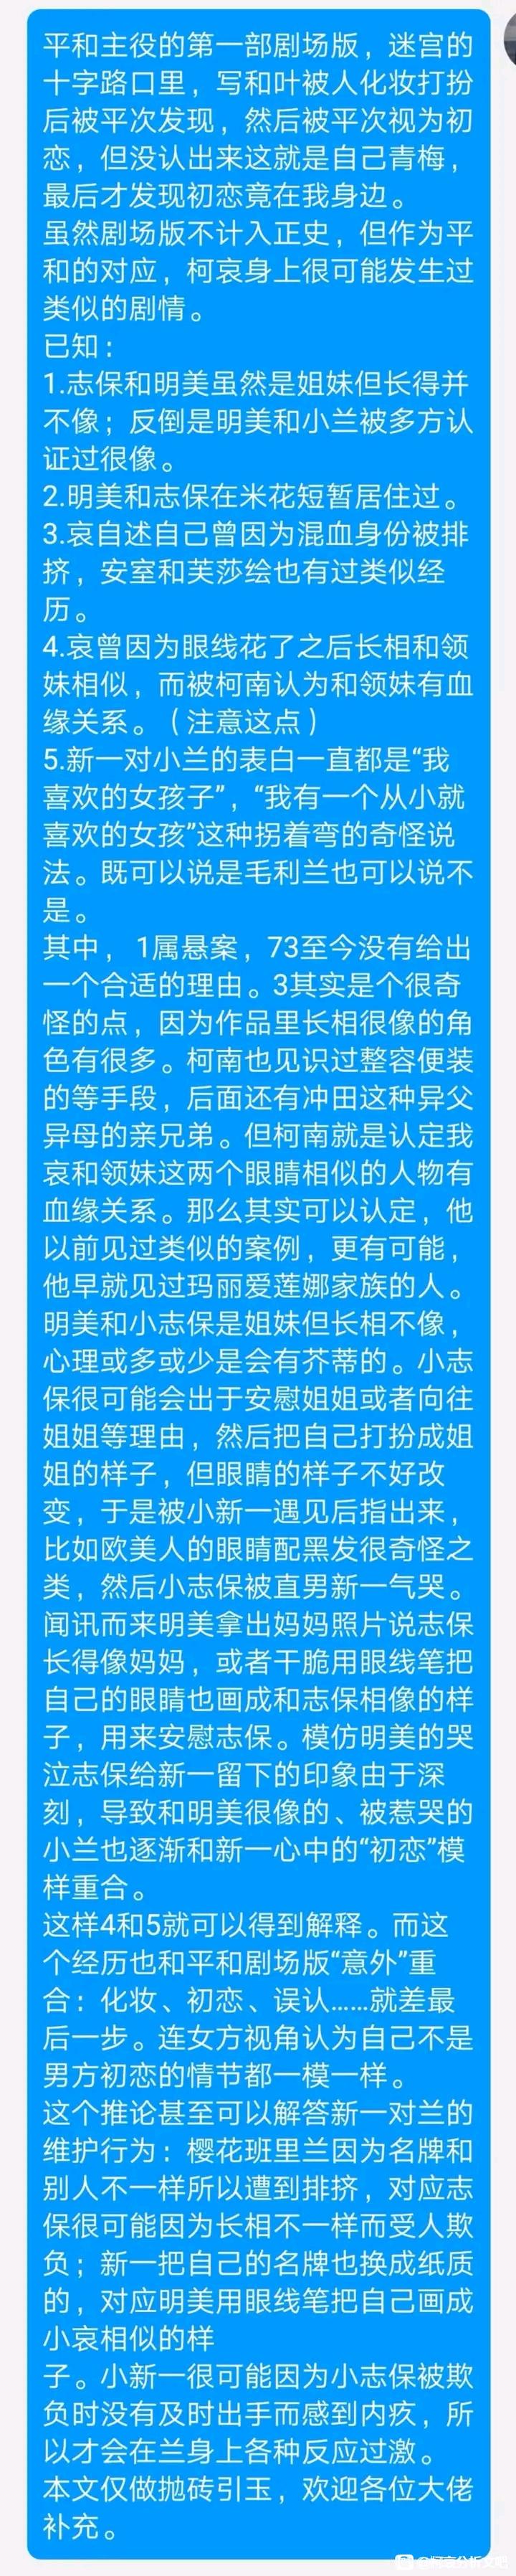 平和主役的第一部剧场版，迷宫的
十字路口里，写和叶被人化妆打扮
后被平次发现，然后被平次视为初
恋，但没认出来这就是自己青梅，
最后才发现初恋竟在我身边。
虽然剧场版不计入正史，但作为平
和的对应，柯哀身上很可能发生过
类似的剧情。
已知：
1.志保和明美虽然是姐妹但长得并
不像；反倒是明美和小兰被多方认
证过很像。
2.明美和志保在米花短暂居住过。
3.哀自述自己曾因为混血身份被排
挤，安室和芙莎绘也有过类似经
历。
4.哀曾因为眼线花了之后长相和领
妹相似，而被柯南认为和领妹有血
缘关系。（注意这点）
5.新一对小兰的表白一直都是“我
喜欢的女孩子”，“我有一个从小就
喜欢的女孩”这种拐着弯的奇怪说
法。既可以说是毛利兰也可以说不
是。
其中， 1属悬案，73至今没有给出
一个合适的理由。3其实是个很奇
怪的点，因为作品里长相很像的角
色有很多。柯南也见识过整容便装
的等手段，后面还有冲田这种异父
异母的亲兄弟。但柯南就是认定我
哀和领妹这两个眼睛相似的人物有
血缘关系。那么其实可以认定，他
以前见过类似的案例，更有可能，
他早就见过玛丽爱莲娜家族的人。
明美和小志保是姐妹但长相不像，
心理或多或少是会有芥蒂的。小志
保很可能会出于安慰姐姐或者向往
姐姐等理由，然后把自己打扮成姐
姐的样子，但眼睛的样子不好改
变，于是被小新一遇见后指出来，
比如欧美人的眼睛配黑发很奇怪之
类，然后小志保被直男新一气哭。
闻讯而来明美拿出妈妈照片说志保
长得像妈妈，或者干脆用眼线笔把
自己的眼睛也画成和志保相像的样
子，用来安慰志保。模仿明美的哭
泣志保给新一留下的印象由于深
刻，导致和明美很像的、被惹哭的
小兰也逐渐和新一心中的“初恋”模
样重合。
这样4和5就可以得到解释。而这
个经历也和平和剧场版“意外”重
合：化妆、初恋、误认……就差最
后一步。连女方视角认为自己不是
男方初恋的情节都一模一样。
这个推论甚至可以解答新一对兰的
维护行为：樱花班里兰因为名牌和
别人不一样所以遭到排挤，对应志
保很可能因为长相不一样而受人欺
负；新一把自己的名牌也换成纸质
的，对应明美用眼线笔把自己画成
小哀相似的样
子。小新一很可能因为小志保被欺
负时没有及时出手而感到内疚，所
以才会在兰身上各种反应过激。
本文仅做抛砖引玉，欢迎各位大佬
补充。